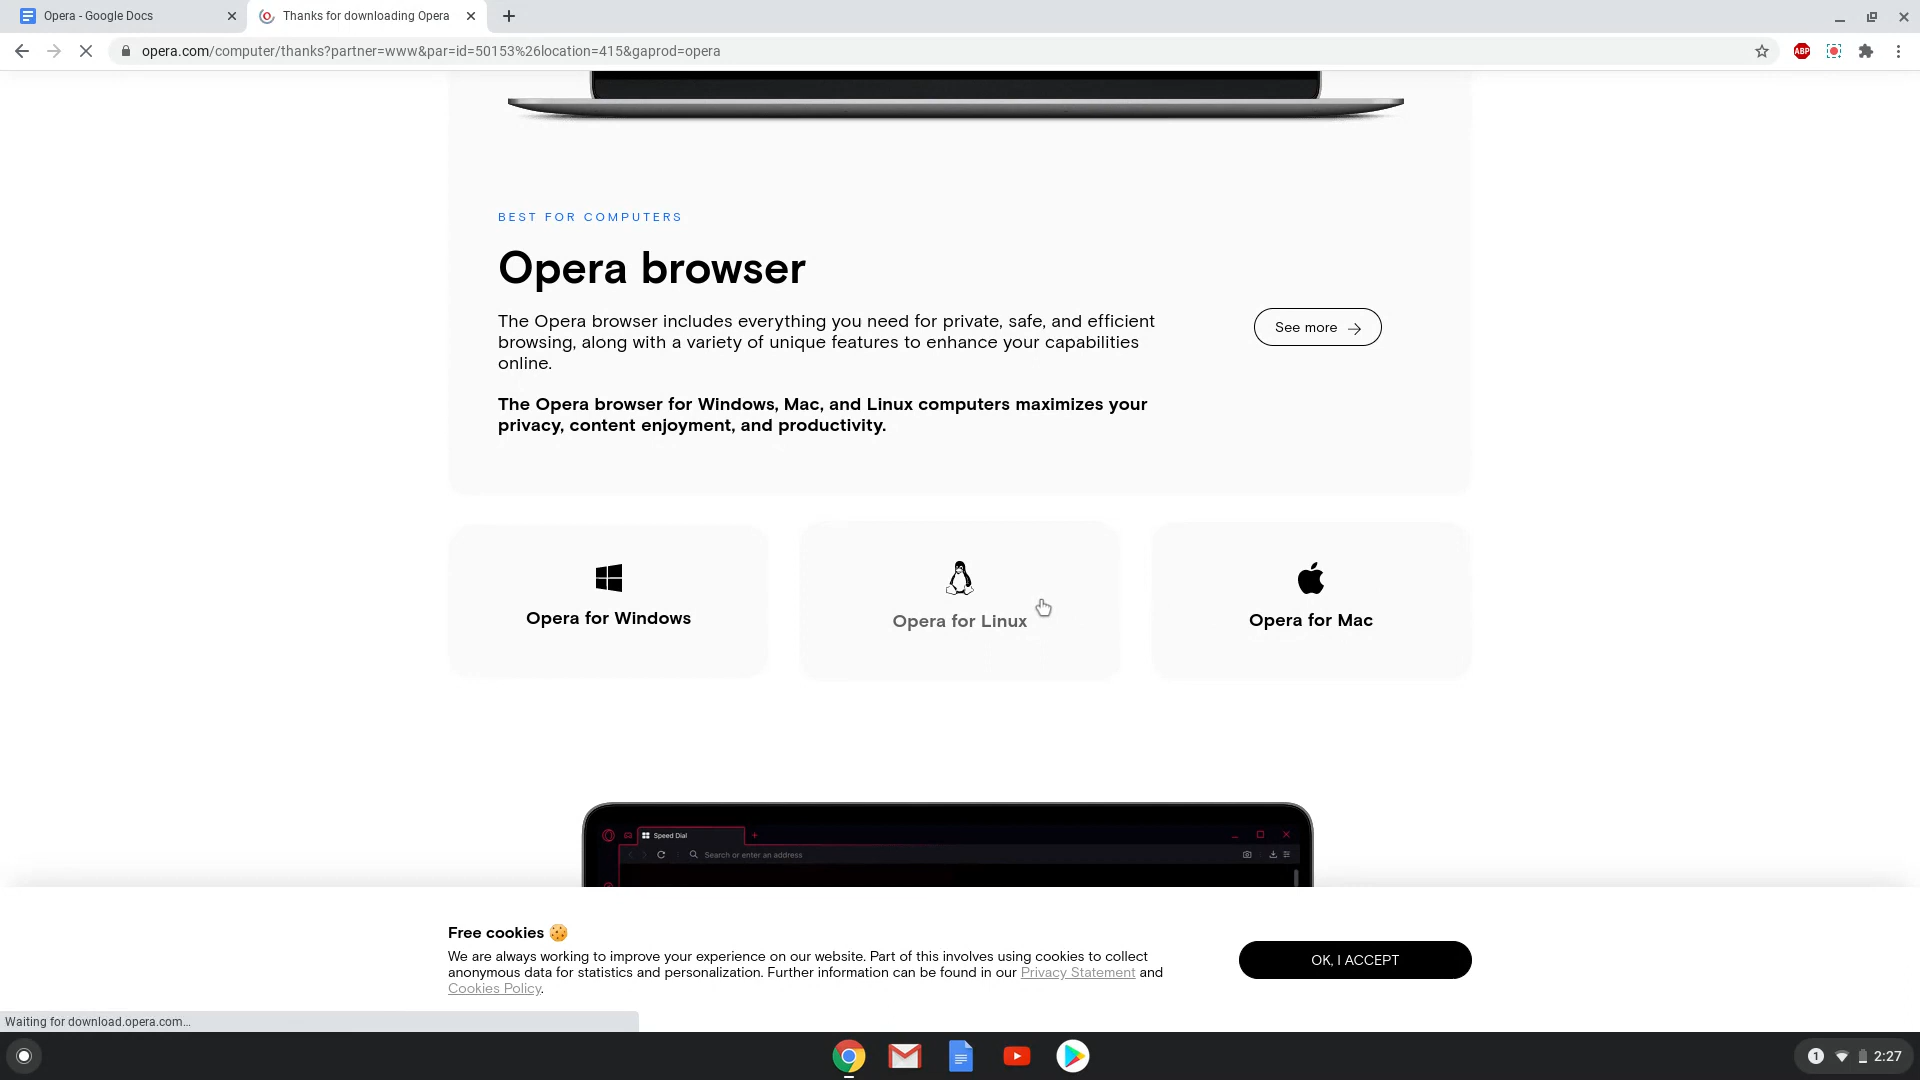 Opera - Google Docs
Thanks for downloading Opera
opera.com/computer/thanks?partner=www&par=id=50153%26location=415&gaprod=opera
ABP
BEST FOR COMPUTERS
Opera browser
The Opera browser includes everything you need for private, safe, and efficient
browsing, along with a variety of unique features to enhance your capabilities
online.
See more
The Opera browser for Windows, Mac, and Linux computers maximizes your
privacy, content enjoyment, and productivity.
Opera for Windows
Opera for Linux
Opera for Mac
Speed Dial
Search or enter an address
Free cookies 🍪
We are always working to improve your experience on our website. Part of this involves using cookies to collect
anonymous data for statistics and personalization. Further information can be found in our Privacy Statement and
Cookies Policy.
OK, I ACCEPT
Waiting for download.opera.com...
1
2:27